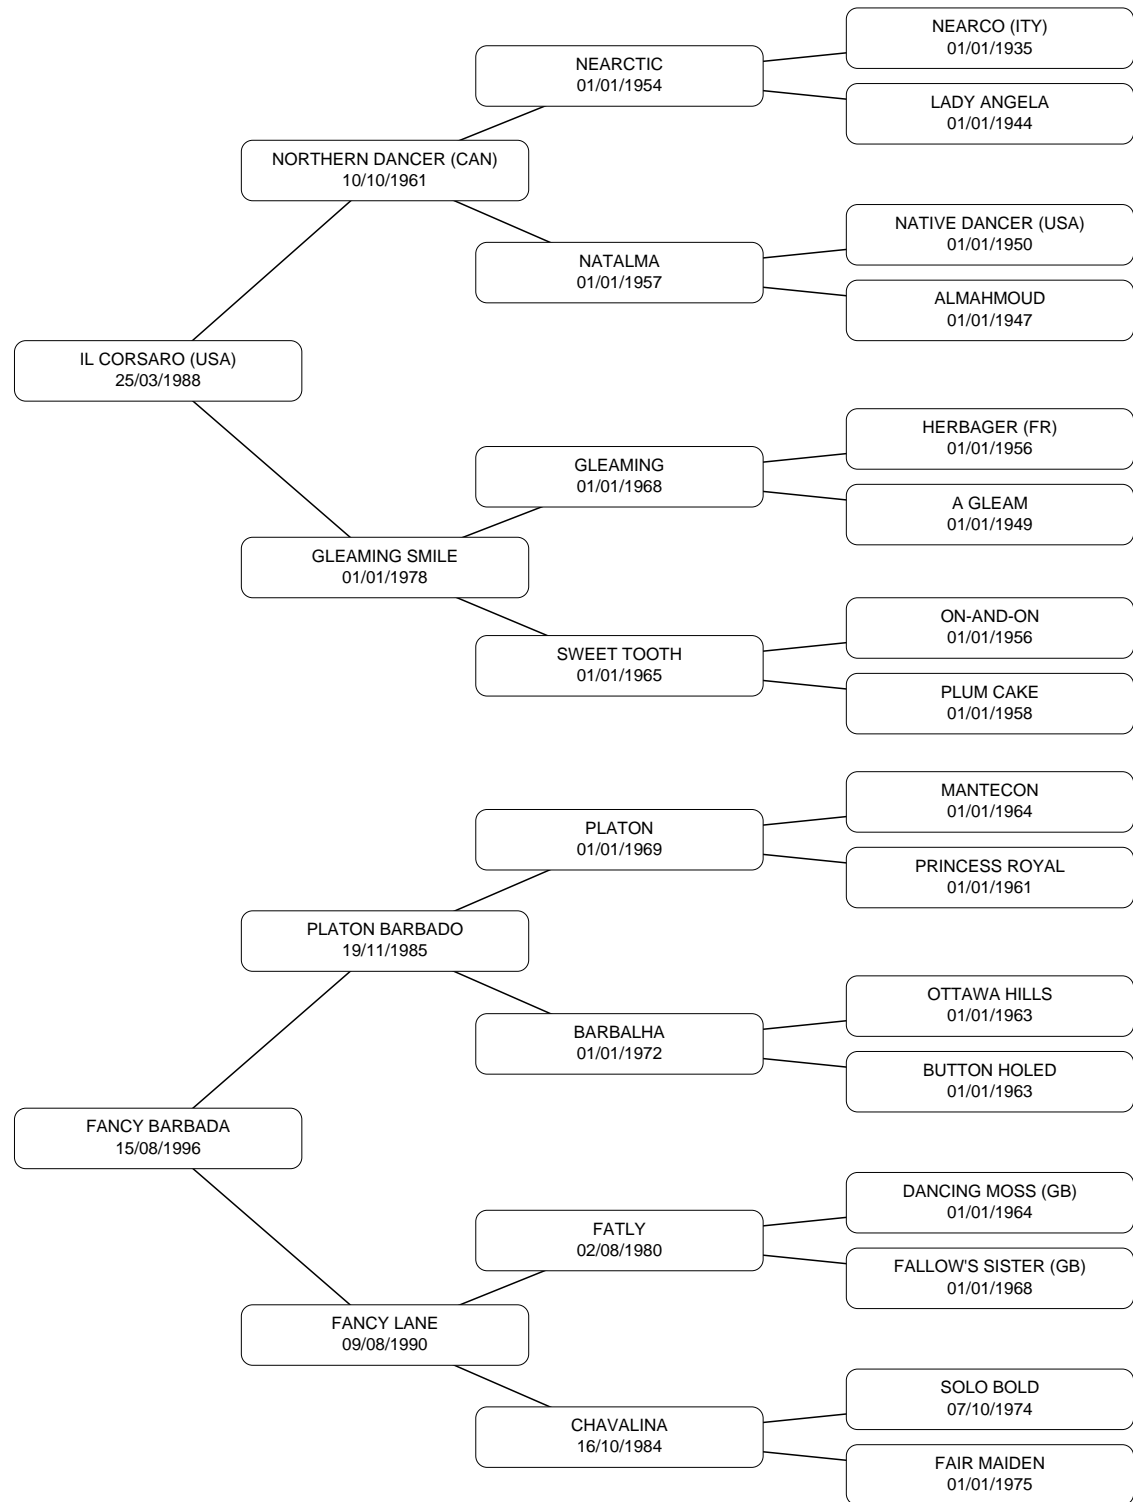 NEARCO (ITY)
01/01/1935
NEARCTIC
01/01/1954
LADY ANGELA
01/01/1944
NORTHERN DANCER (CAN)
10/10/1961
NATIVE DANCER (USA)
01/01/1950
NATALMA
01/01/1957
ALMAHMOUD
01/01/1947
IL CORSARO (USA)
25/03/1988
HERBAGER (FR)
01/01/1956
GLEAMING
01/01/1968
A GLEAM
01/01/1949
GLEAMING SMILE
01/01/1978
ON-AND-ON
01/01/1956
SWEET TOOTH
01/01/1965
PLUM CAKE
01/01/1958
MANTECON
01/01/1964
PLATON
01/01/1969
PRINCESS ROYAL
01/01/1961
PLATON BARBADO
19/11/1985
OTTAWA HILLS
01/01/1963
BARBALHA
01/01/1972
BUTTON HOLED
01/01/1963
FANCY BARBADA
15/08/1996
DANCING MOSS (GB)
01/01/1964
FATLY
02/08/1980
FALLOW'S SISTER (GB)
01/01/1968
FANCY LANE
09/08/1990
SOLO BOLD
07/10/1974
CHAVALINA
16/10/1984
FAIR MAIDEN
01/01/1975